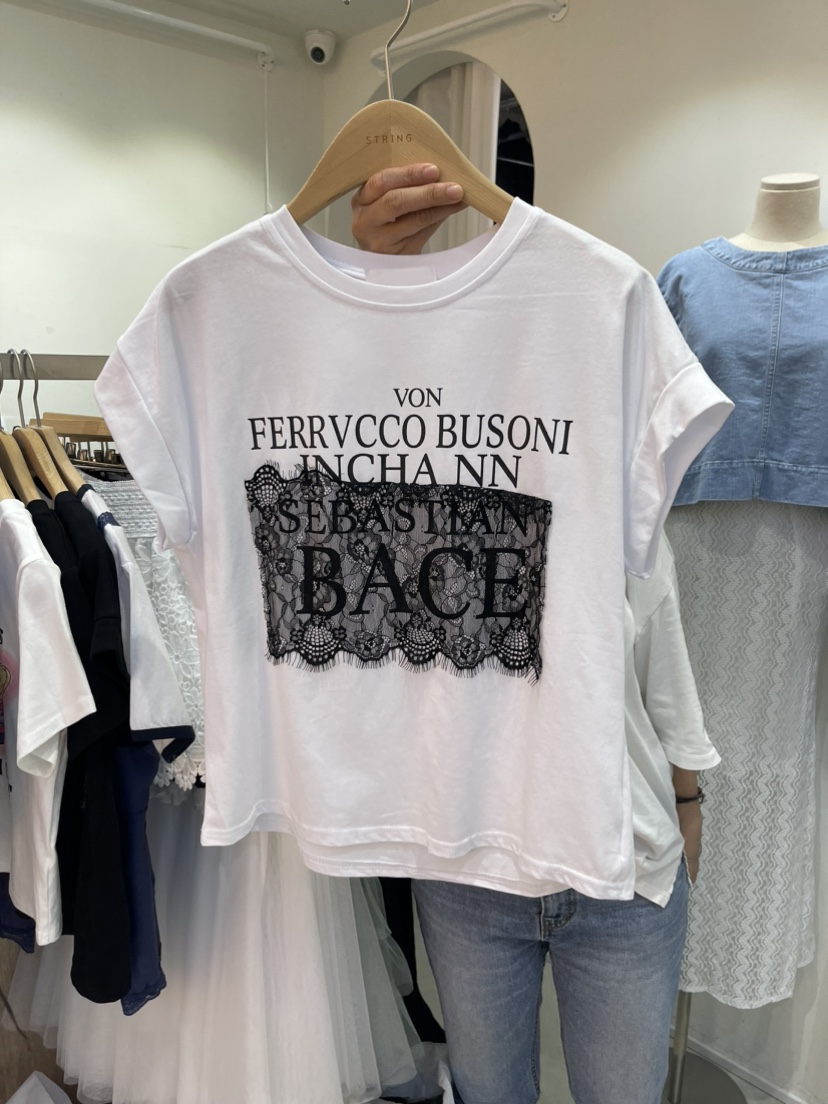 STRING
VON
FERRVCCO BUSONI
INCHA NN
SEBASTIAN
BACE